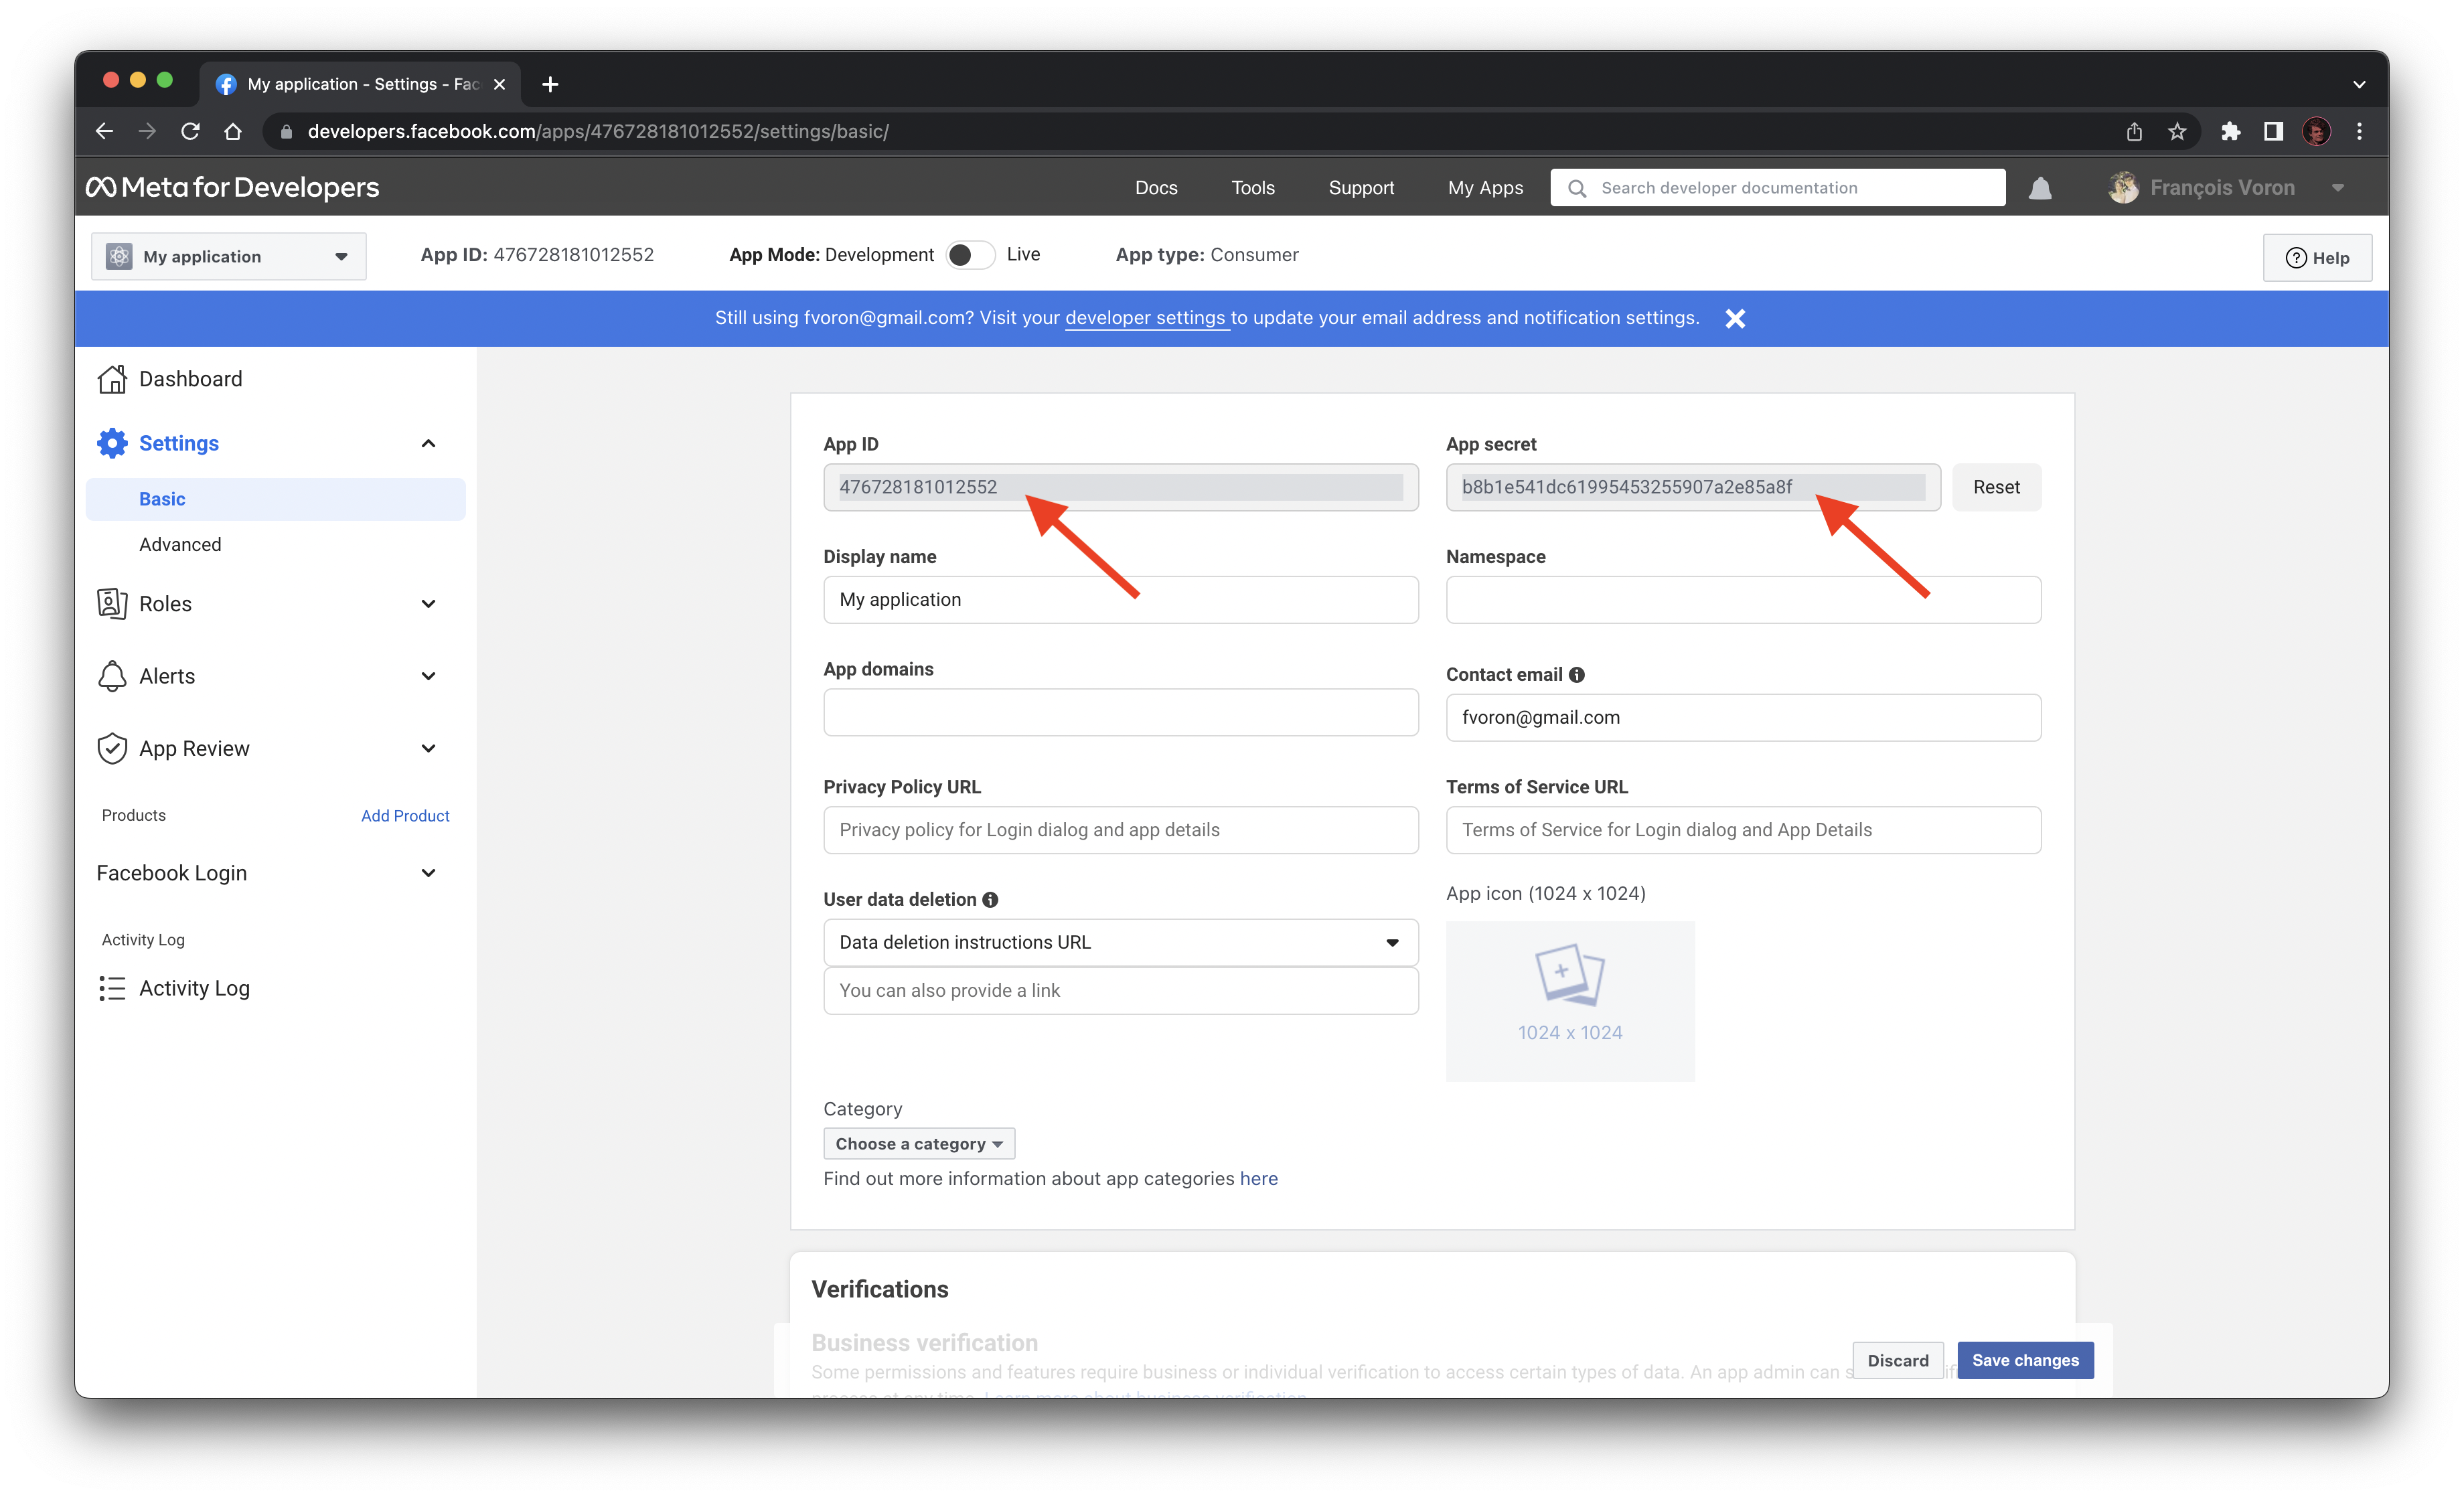 My application - Settings - Fac
developers.facebook.com/apps/476728181012552/settings/basic/
Meta for Developers
Docs
Tools
Support
My Apps
Search developer documentation
François Voron
My application
App ID: 476728181012552
App Mode: Development
Live
App type: Consumer
Help
Still using fvoron@gmail.com? Visit your developer settings to update your email address and notification settings.
Dashboard
Settings
Basic
Advanced
Roles
Alerts
App Review
Products
Add Product
Facebook Login
Activity Log
Activity Log
App ID
476728181012552
App secret
b8b1e541dc61995453255907a2e85a8f
Reset
Display name
My application
Namespace
App domains
Contact email
fvoron@gmail.com
Privacy Policy URL
Privacy policy for Login dialog and app details
Terms of Service URL
Terms of Service for Login dialog and App Details
User data deletion
Data deletion instructions URL
You can also provide a link
App icon (1024 x 1024)
1024 x 1024
Category
Choose a category
Find out more information about app categories here
Verifications
Business verification
Some permissions and features require business or individual verification to access certain types of data. An app admin can
Discard
Save changes